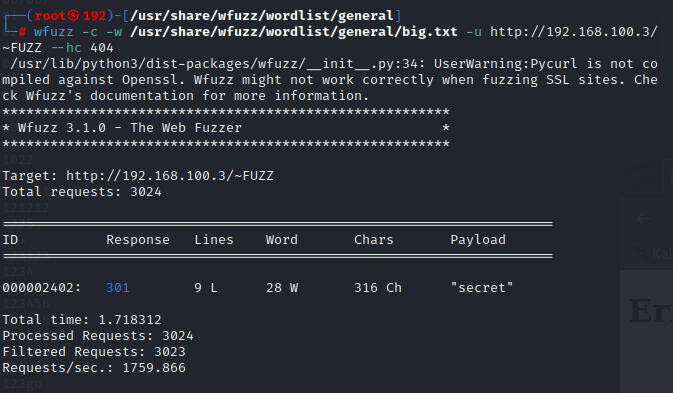 ┌──(root㉿192)-[/usr/share/wfuzz/wordlist/general]
└─# wfuzz -c -w /usr/share/wfuzz/wordlist/general/big.txt -u http://192.168.100.3/
~FUZZ --hc 404
/usr/lib/python3/dist-packages/wfuzz/__init__.py:34: UserWarning:Pycurl is not co
mpiled against Openssl. Wfuzz might not work correctly when fuzzing SSL sites. Che
ck Wfuzz's documentation for more information.
********************************************************
* Wfuzz 3.1.0 - The Web Fuzzer                         *
********************************************************
Target: http://192.168.100.3/~FUZZ
Total requests: 3024
=====================================================================
ID           Response   Lines    Word       Chars       Payload
=====================================================================
000002402:   301        9 L      28 W       316 Ch      "secret"
Total time: 1.718312
Processed Requests: 3024
Filtered Requests: 3023
Requests/sec.: 1759.866